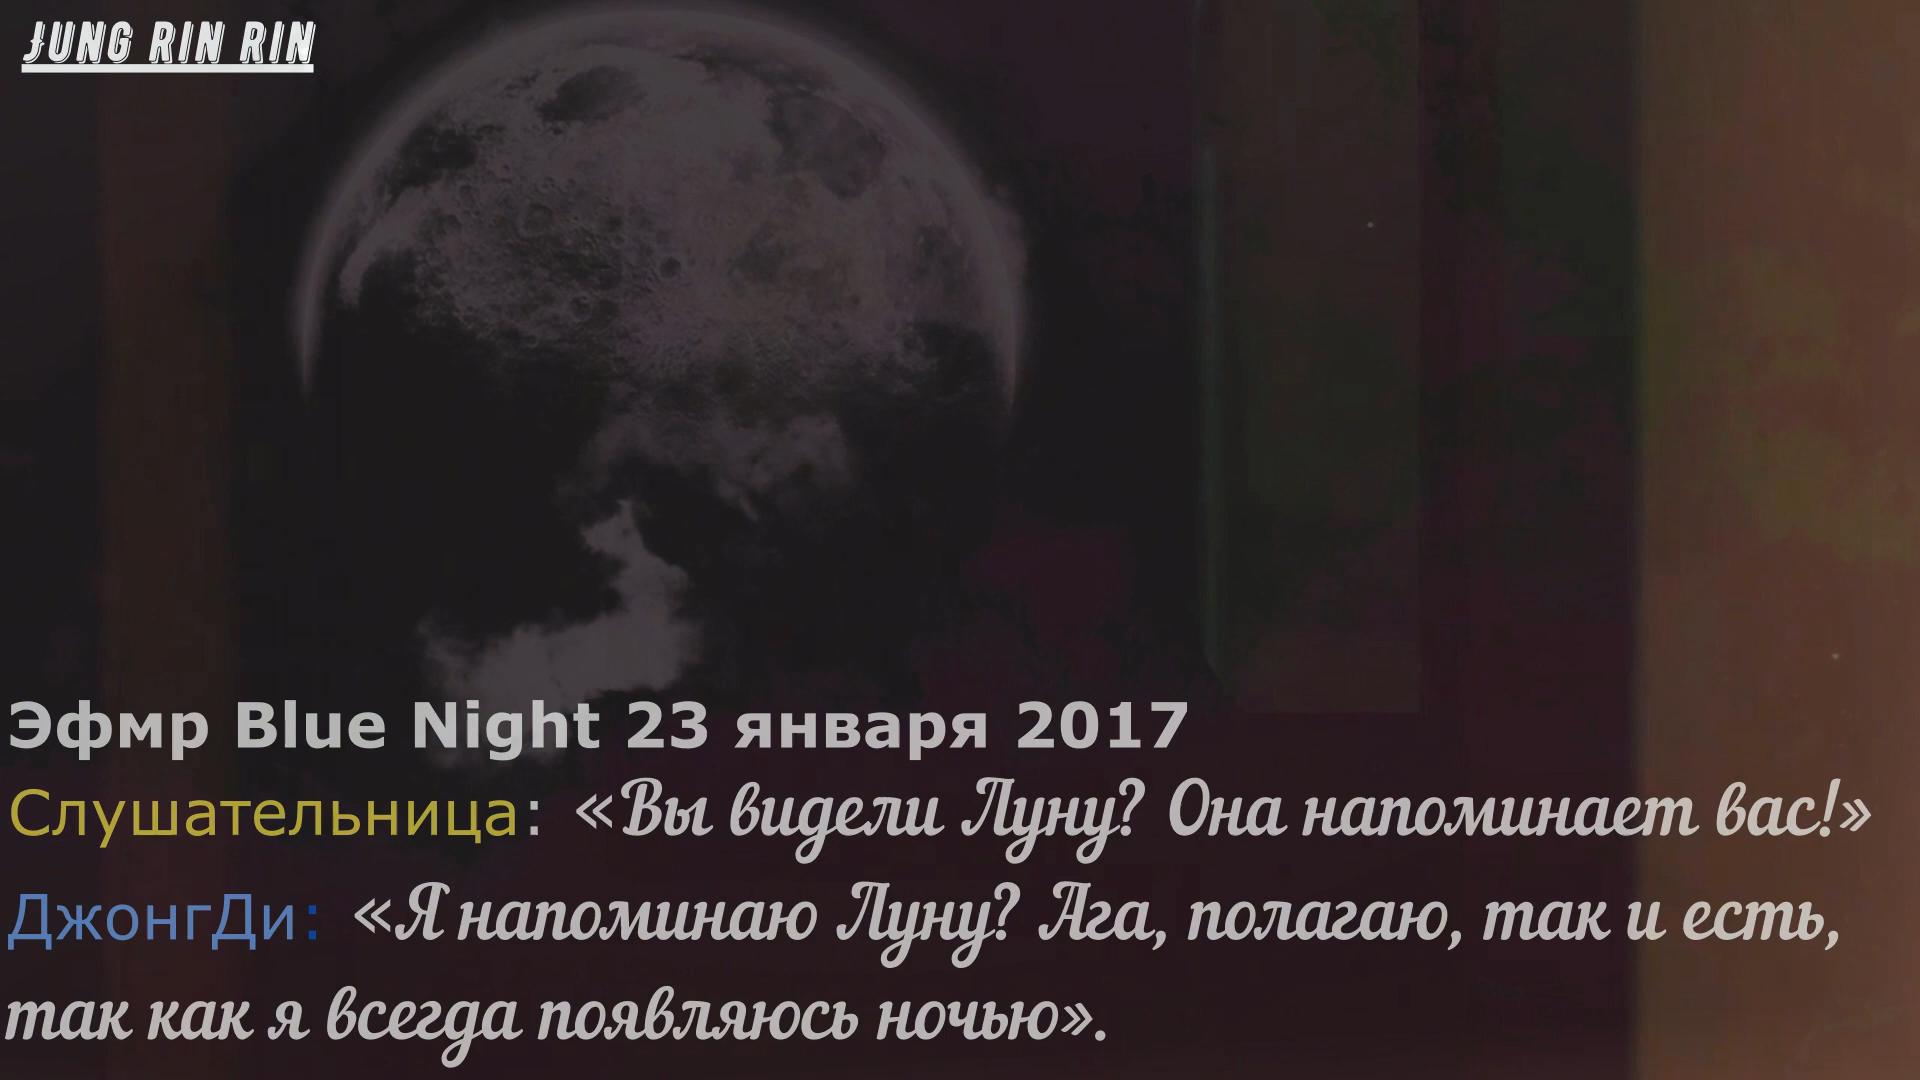 JUNG RIN RIN
Эфмр Blue Night 23 января 2017
Слушательница: «Вы видели Луну? Она напоминает вас!»
ДжонгДи: «Я напоминаю Луну? Ага, полагаю, так и есть,
так как я всегда появляюсь ночью».